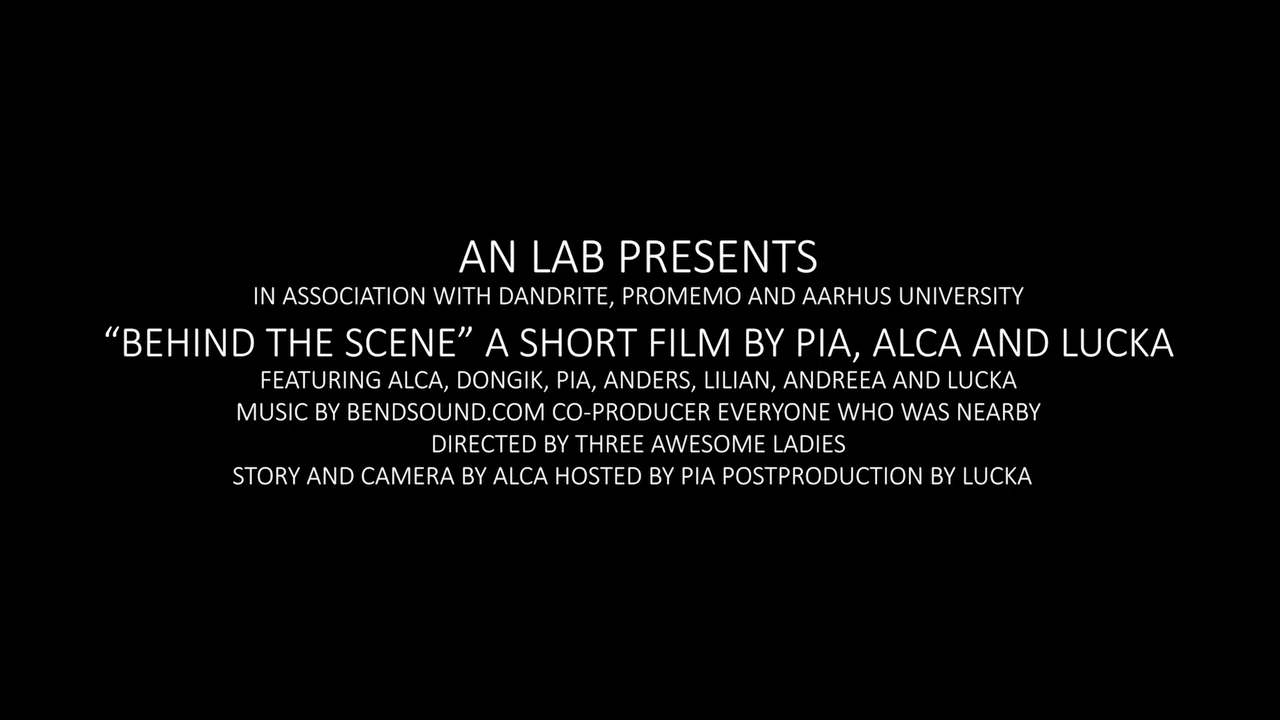 AN LAB PRESENTS
IN ASSOCIATION WITH DANDRITE, PROMEMO AND AARHUS UNIVERSITY
“BEHIND THE SCENE” A SHORT FILM BY PIA, ALCA AND LUCKA
FEATURING ALCA, DONGIK, PIA, ANDERS, LILIAN, ANDREEA AND LUCKA
MUSIC BY BENDSOUND.COM CO-PRODUCER EVERYONE WHO WAS NEARBY
DIRECTED BY THREE AWESOME LADIES
STORY AND CAMERA BY ALCA HOSTED BY PIA POSTPRODUCTION BY LUCKA